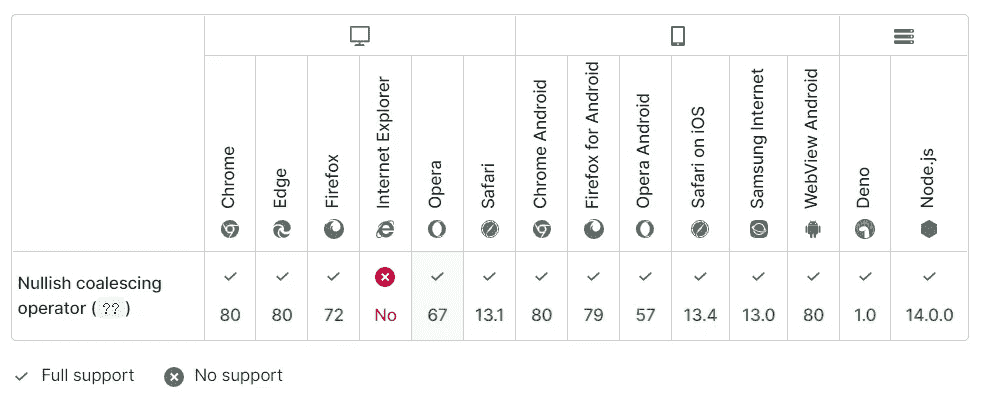 Chrome
Edge
Firefox
Internet Explorer
Opera
Safari
Chrome Android
Firefox for Android
Opera Android
Safari on iOS
Samsung Internet
WebView Android
Deno
Node.js
Nullish coalescing
operator ( ?? )
80
80
72
No
67
13.1
80
79
57
13.4
13.0
80
1.0
14.0.0
Full support
No support